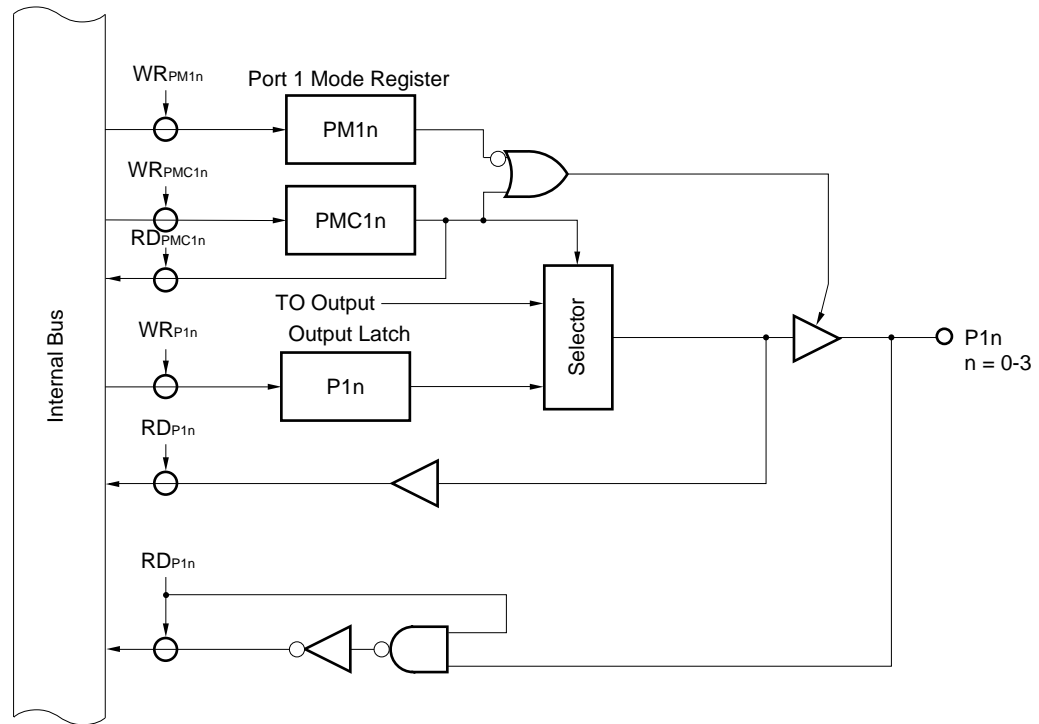 WRPM1n
Port 1 Mode Register
PM1n
WRPMC1n
PMC1n
RDPMC1n
TO Output
WRP1n
Output Latch
P1n
Selector
P1n
n = 0-3
Internal Bus
RDP1n
RDP1n